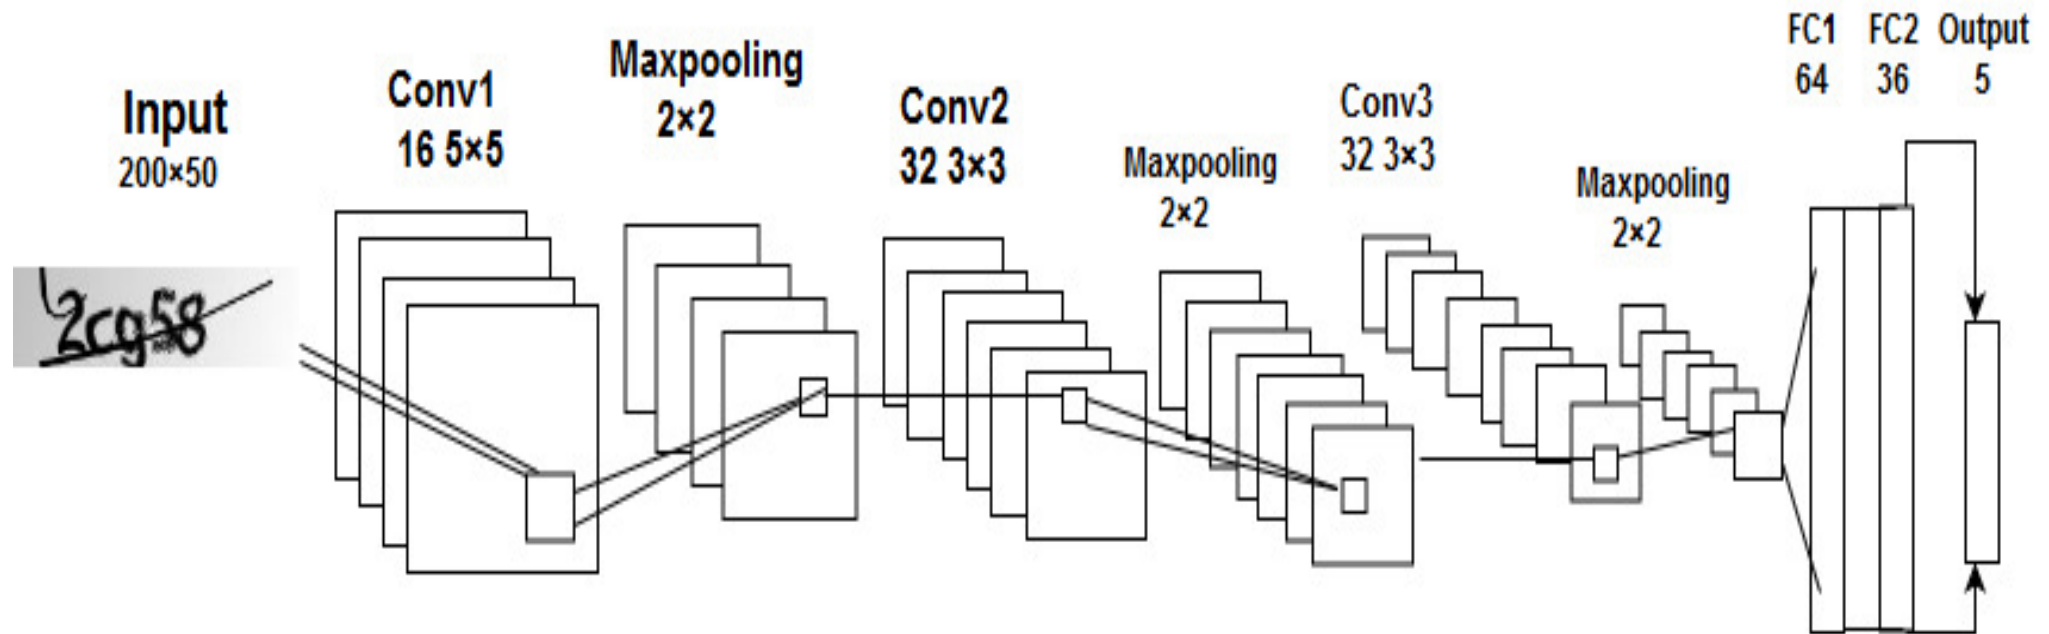 Input
200×50
2cg58
Conv1
16 5×5
Maxpooling
2×2
Conv2
32 3×3
Maxpooling
2×2
Conv3
32 3×3
Maxpooling
2×2
FC1 FC2 Output
64 36 5